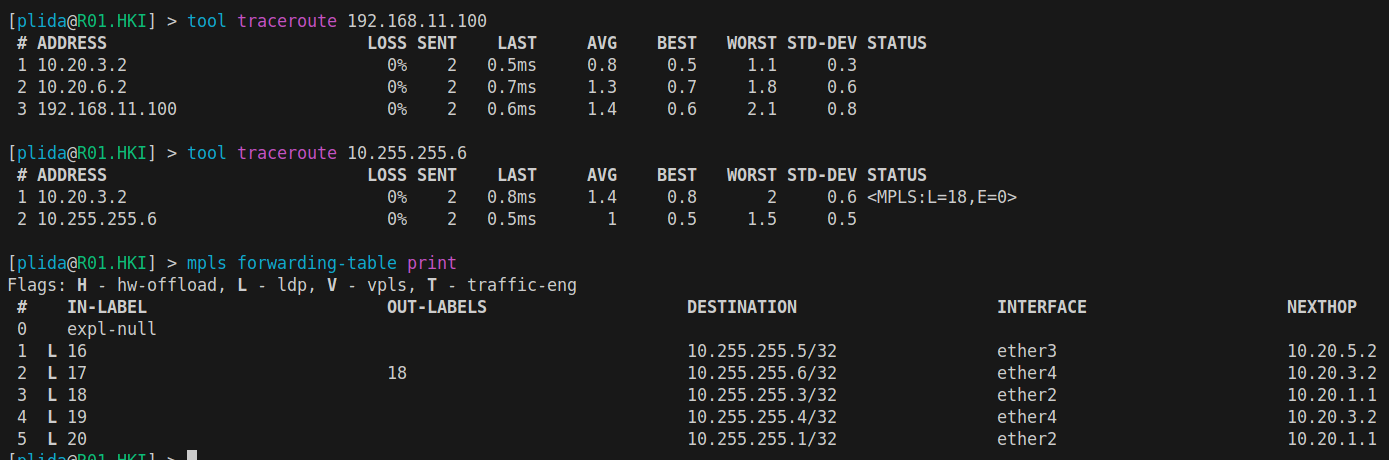 [plida@R01.HKI] > tool traceroute 192.168.11.100
# ADDRESS LOSS SENT LAST AVG BEST WORST STD-DEV STATUS
1 10.20.3.2 0% 2 0.5ms 0.8 0.5 1.1 0.3
2 10.20.6.2 0% 2 0.7ms 1.3 0.7 1.8 0.6
3 192.168.11.100 0% 2 0.6ms 1.4 0.6 2.1 0.8
[plida@R01.HKI] > tool traceroute 10.255.255.6
# ADDRESS LOSS SENT LAST AVG BEST WORST STD-DEV STATUS
1 10.20.3.2 0% 2 0.8ms 1.4 0.8 2 0.6 <MPLS:L=18,E=0>
2 10.255.255.6 0% 2 0.5ms 1 0.5 1.5 0.5
[plida@R01.HKI] > mpls forwarding-table print
Flags: H - hw-offload, L - ldp, V - vpls, T - traffic-eng
# IN-LABEL OUT-LABELS DESTINATION INTERFACE NEXTHOP
0 expl-null
1 L 16 10.255.255.5/32 ether3 10.20.5.2
2 L 17 18 10.255.255.6/32 ether4 10.20.3.2
3 L 18 10.255.255.3/32 ether2 10.20.1.1
4 L 19 10.255.255.4/32 ether4 10.20.3.2
5 L 20 10.255.255.1/32 ether2 10.20.1.1
[plida@R01.HKI] >